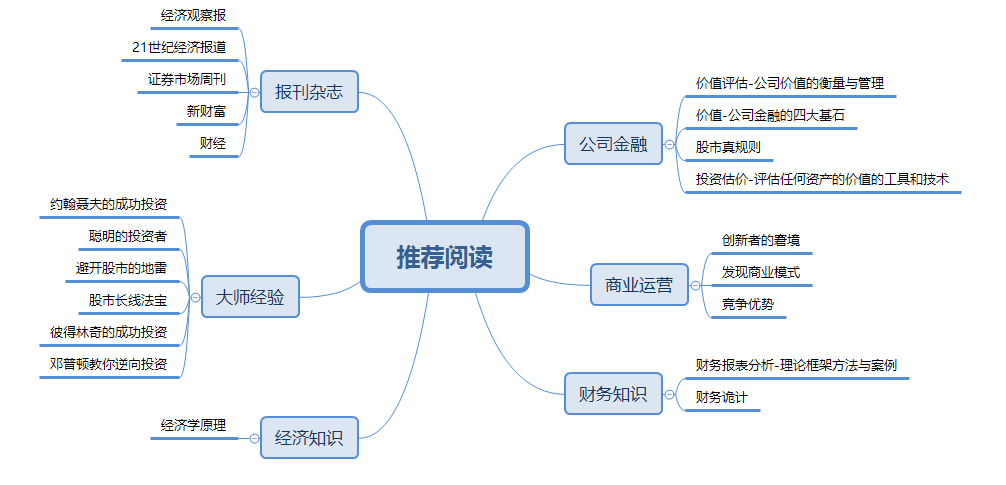 推荐阅读
报刊杂志
经济观察报
21世纪经济报道
证券市场周刊
新财富
财经
大师经验
约翰聂夫的成功投资
聪明的投资者
避开股市的地雷
股市长线法宝
彼得林奇的成功投资
邓普顿教你逆向投资
经济知识
经济学原理
公司金融
价值评估-公司价值的衡量与管理
价值-公司金融的四大基石
股市真规则
投资估价-评估任何资产的价值的工具和技术
商业运营
创新者的窘境
发现商业模式
竞争优势
财务知识
财务报表分析-理论框架方法与案例
财务诡计